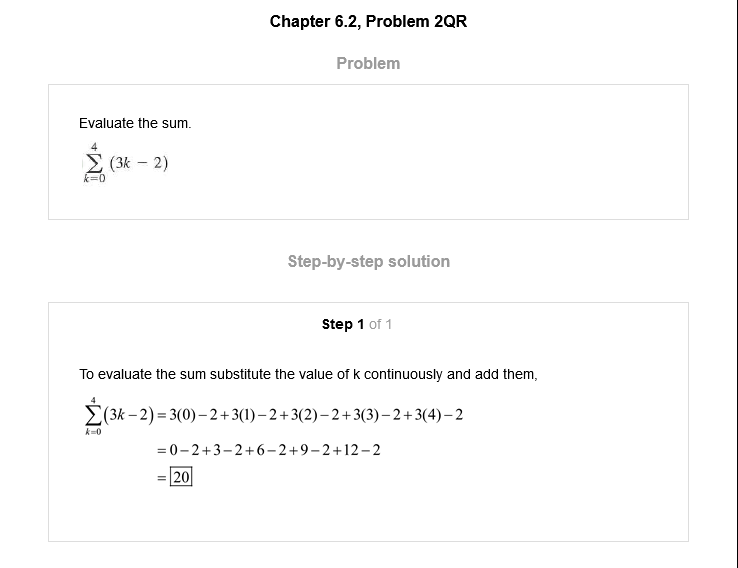 Chapter 6.2, Problem 2QR
Problem
Evaluate the sum.
4
∑ (3k − 2)
k=0
Step-by-step solution
Step 1 of 1
To evaluate the sum substitute the value of k continuously and add them,
4
∑(3k−2)=3(0)−2+3(1)−2+3(2)−2+3(3)−2+3(4)−2
k=0
=0−2+3−2+6−2+9−2+12−2
=20